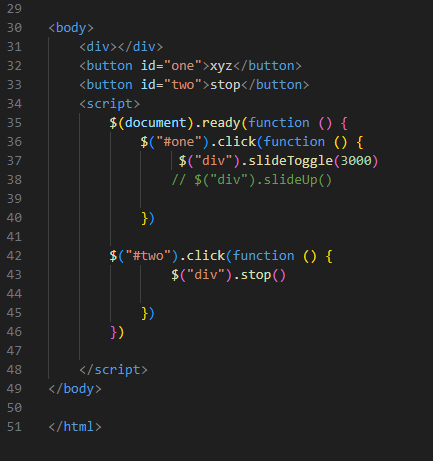 29
30 <body>
31     <div></div>
32     <button id="one">xyz</button>
33     <button id="two">stop</button>
34     <script>
35         $(document).ready(function () {
36             $("#one").click(function () {
37                  $("div").slideToggle(3000)
38                 // $("div").slideUp()
39
40             })
41
42         $("#two").click(function () {
43                 $("div").stop()
44
45             })
46         })
47
48     </script>
49 </body>
50
51 </html>